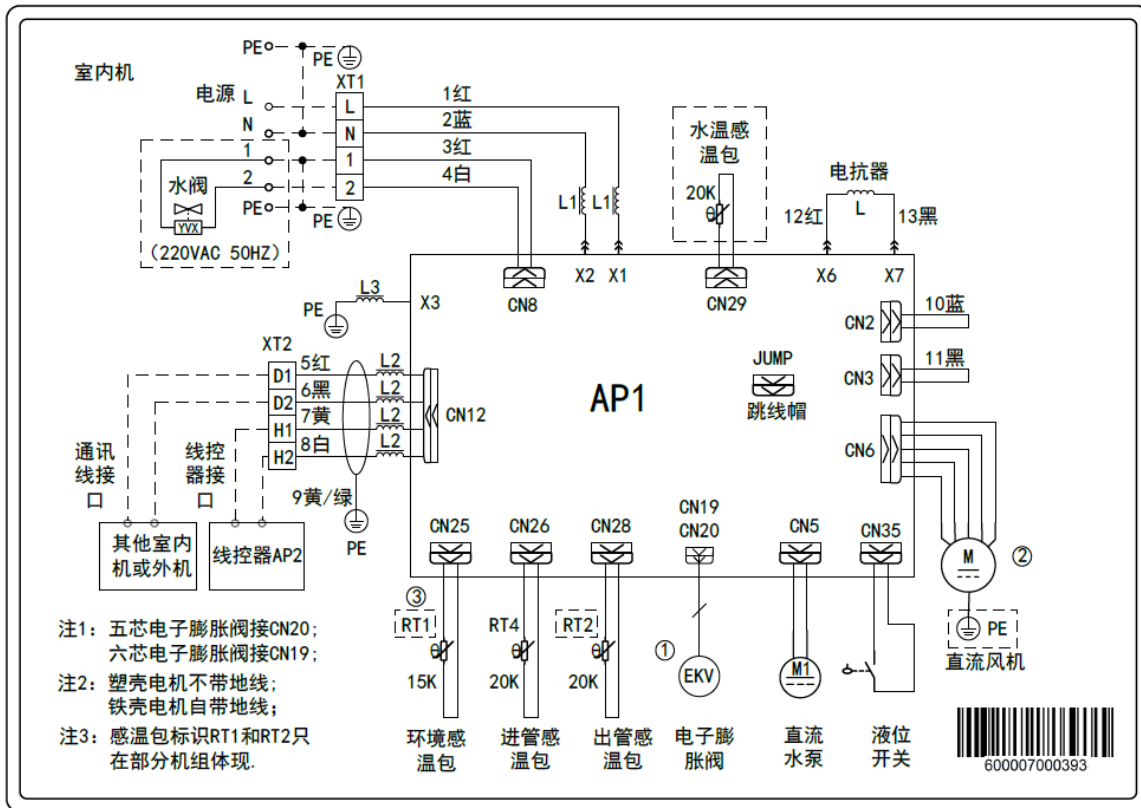 室内机
PE
PE
XT1
电源 L
L
1红
N
N
2蓝
1
1
3红
水阀
2
2
4白
YVX
PE
PE
(220VAC 50HZ)
L1
L1
水温感
温包
20K
θ
电抗器
12红
L
13黑
X2
X1
X6
X7
CN8
CN29
L3
X3
PE
CN2
10蓝
CN3
11黑
CN6
JUMP
跳线帽
AP1
XT2
D1
5红
L2
D2
6黑
L2
H1
7黄
L2
H2
8白
L2
CN12
通讯
线接
口
线控
器接
口
9黄/绿
PE
其他室内
机或外机
线控器AP2
CN25
CN26
CN28
CN19
CN20
CN5
CN35
M
②
PE
直流风机
③
RT1
θ
15K
RT4
θ
20K
RT2
θ
20K
①
EKV
M1
环境感
温包
进管感
温包
出管感
温包
电子膨
胀阀
直流
水泵
液位
开关
注1: 五芯电子膨胀阀接CN20;
六芯电子膨胀阀接CN19;
注2: 塑壳电机不带地线;
铁壳电机自带地线;
注3: 感温包标识RT1和RT2只
在部分机组体现.
600007000393